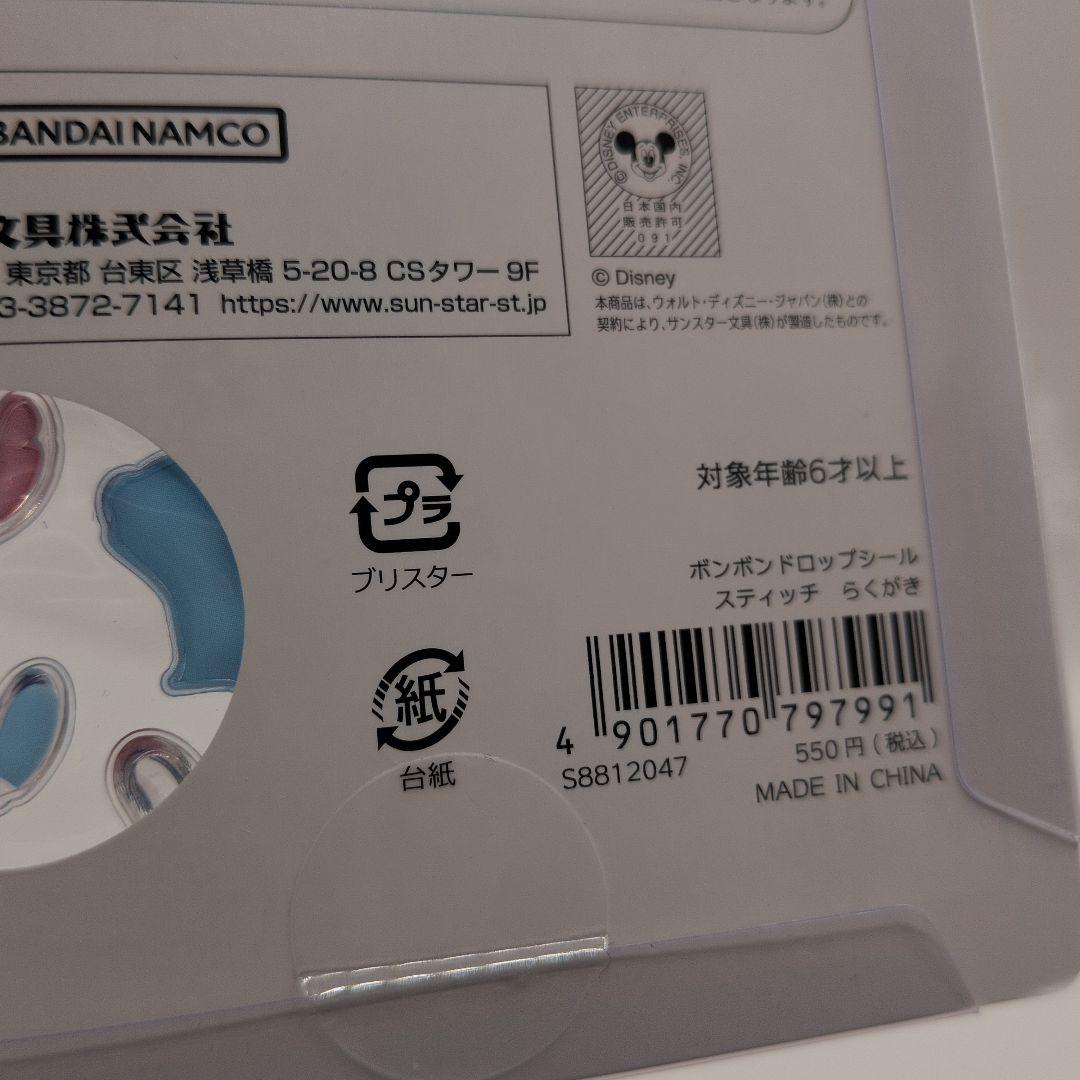 ります。
BANDAI NAMCO
文具株式会社
東京都 台東区 浅草橋 5-20-8 CSタワー 9F
3-3872-7141 https://www.sun-star-st.jp
© DISNEY ENTERPRISES, INC
日本国内
販売許可
091
© Disney
本商品は、ウォルト・ディズニー・ジャパン(株)との
契約により、サンスター文具(株)が製造したものです。
プラ
ブリスター
紙
台紙
対象年齢6才以上
ボンボンドロップシール
スティッチ らくがき
4 901770 797991
S8812047
550円(税込)
MADE IN CHINA